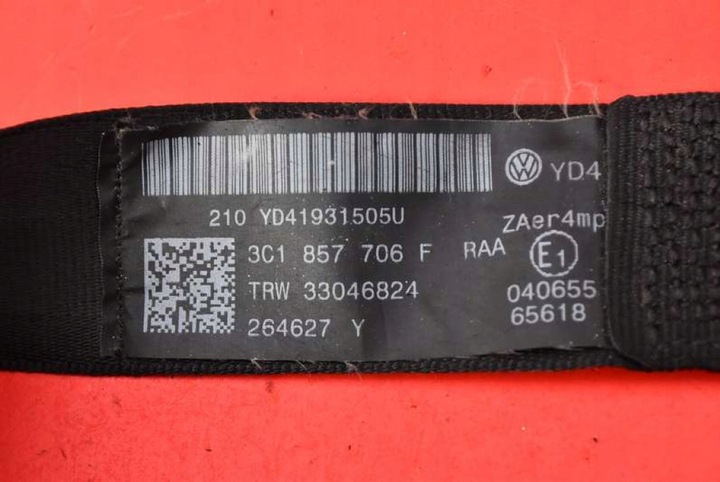 YD4
210 YD41931505U
ZAer4mp
3C1 857 706 F RAA
E1
TRW 33046824
040655
264627 Y
65618